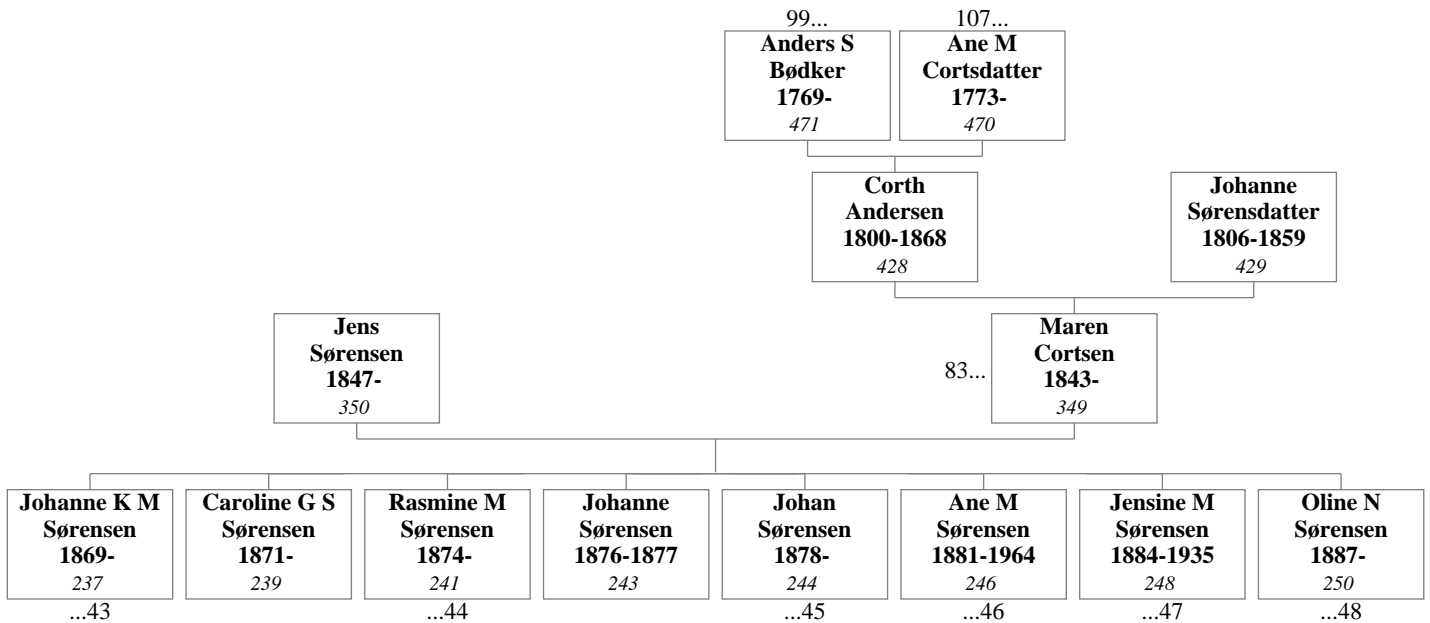 99...
Anders S
Bødker
1769-
471
107...
Ane M
Cortsdatter
1773-
470
Corth
Andersen
1800-1868
428
Johanne
Sørensdatter
1806-1859
429
Jens
Sørensen
1847-
350
83...
Maren
Cortsen
1843-
349
Johanne K M
Sørensen
1869-
237
...43
Caroline G S
Sørensen
1871-
239
Rasmine M
Sørensen
1874-
241
...44
Johanne
Sørensen
1876-1877
243
Johan
Sørensen
1878-
244
...45
Ane M
Sørensen
1881-1964
246
...46
Jensine M
Sørensen
1884-1935
248
...47
Oline N
Sørensen
1887-
250
...48